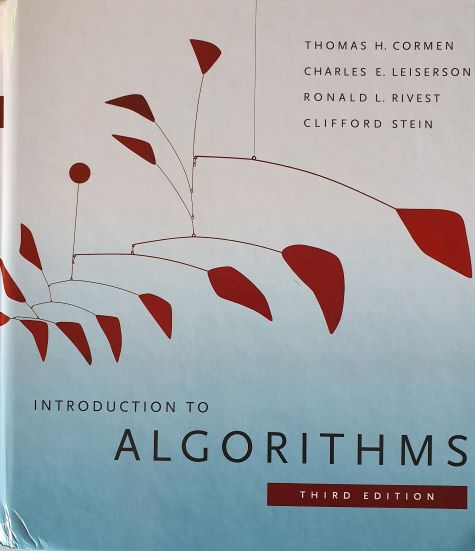 THOMAS H. CORMEN
CHARLES E. LEISERSON
RONALD L. RIVEST
CLIFFORD STEIN
INTRODUCTION TO
ALGORITHMS
THIRD EDITION